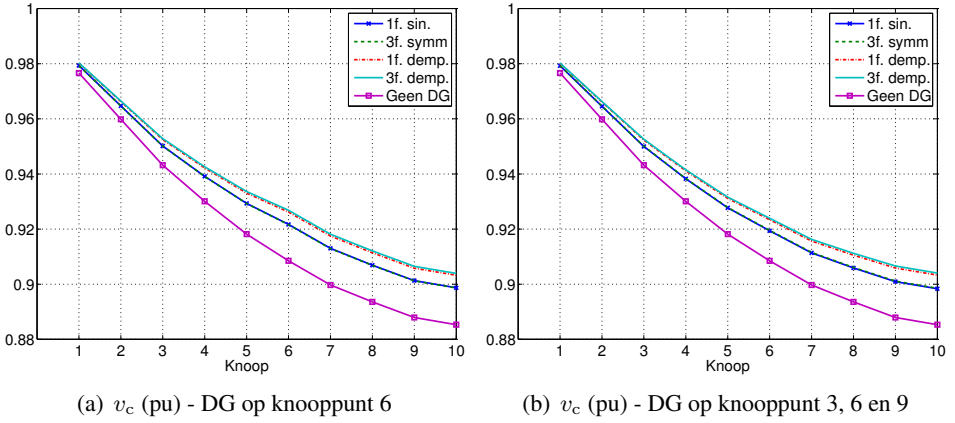 1
0.98
0.96
0.94
0.92
0.9
0.88
1 2 3 4 5 6 7 8 9 10
Knoop
1f. sin.
3f. symm
1f. demp.
3f. demp.
Geen DG
(a) vc (pu) - DG op knooppunt 6
1
0.98
0.96
0.94
0.92
0.9
0.88
1 2 3 4 5 6 7 8 9 10
Knoop
1f. sin.
3f. symm
1f. demp.
3f. demp.
Geen DG
(b) vc (pu) - DG op knooppunt 3, 6 en 9